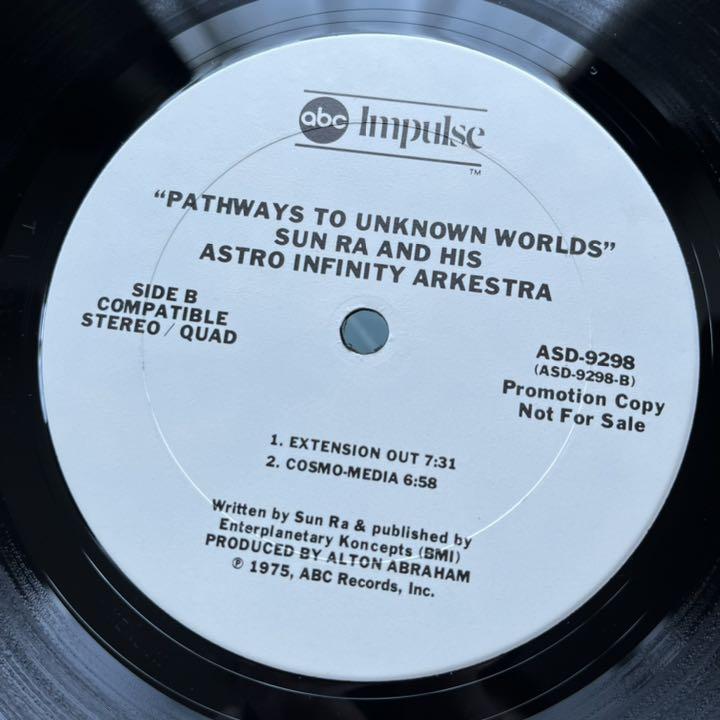 abc Impulse
TM
“PATHWAYS TO UNKNOWN WORLDS”
SUN RA AND HIS
ASTRO INFINITY ARKESTRA
SIDE B
COMPATIBLE
STEREO / QUAD
ASD-9298
(ASD-9298-B)
Promotion Copy
Not For Sale
1. EXTENSION OUT 7:31
2. COSMO-MEDIA 6:58
Written by Sun Ra & published by
Enterplanetary Koncepts (BMI)
PRODUCED BY ALTON ABRAHAM
℗ 1975, ABC Records, Inc.